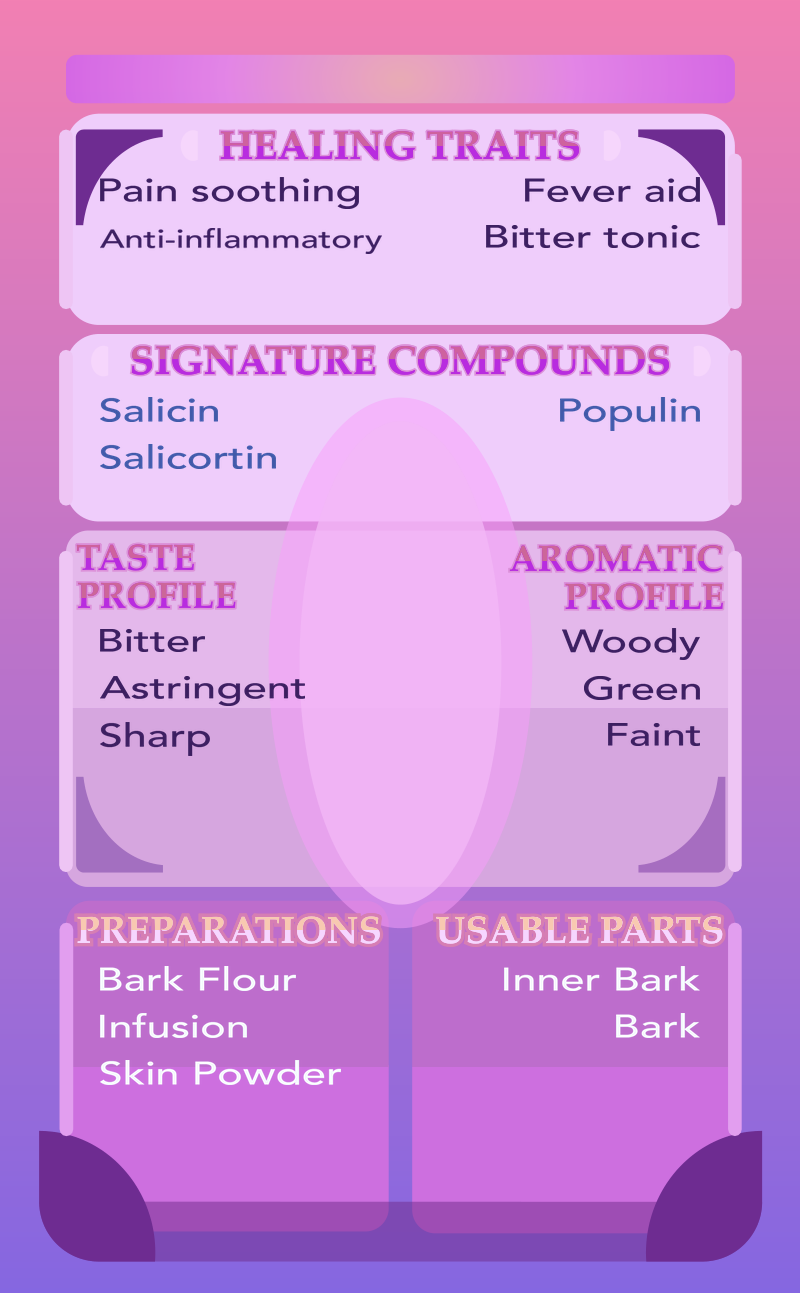 HEALING TRAITS
Pain soothing
Fever aid
Anti-inflammatory
Bitter tonic
SIGNATURE COMPOUNDS
Salicin
Populin
Salicortin
TASTE
PROFILE
Bitter
Astringent
Sharp
AROMATIC
PROFILE
Woody
Green
Faint
PREPARATIONS
Bark Flour
Infusion
Skin Powder
USABLE PARTS
Inner Bark
Bark